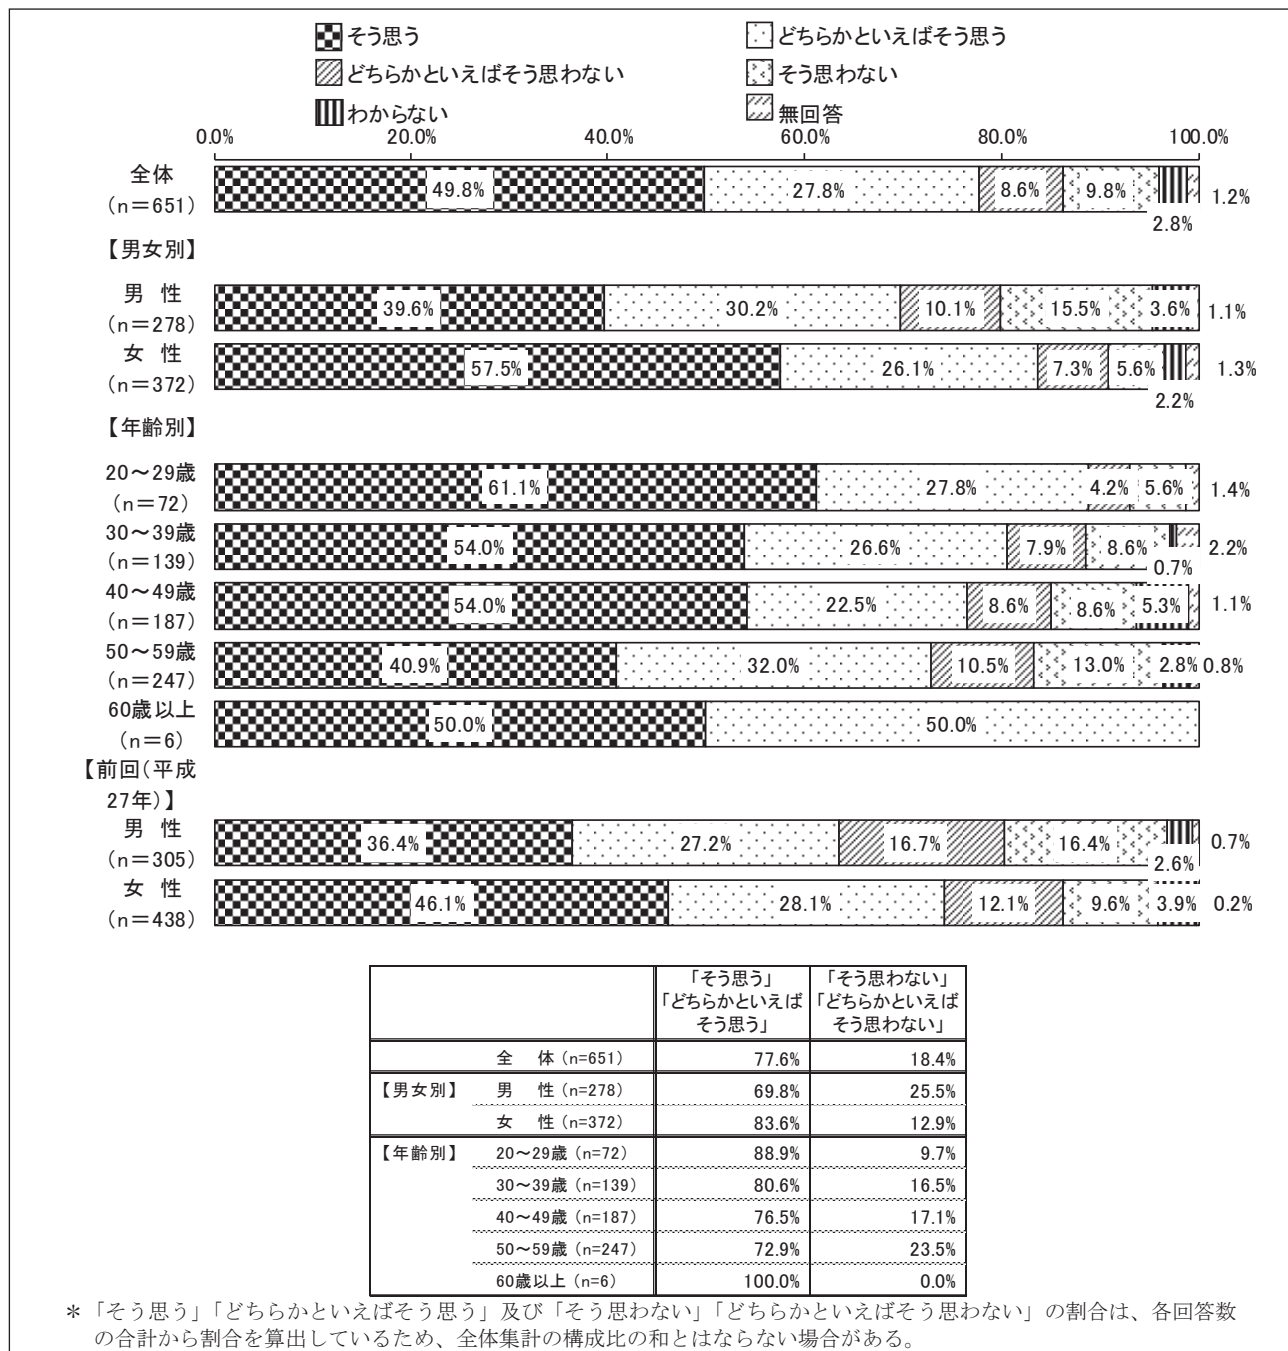 そう思う どちらかといえばそう思う
どちらかといえばそう思わない そう思わない
わからない 無回答
0.0% 20.0% 40.0% 60.0% 80.0% 100.0%
全体
(n=651)
49.8% 27.8% 8.6% 9.8% 2.8% 1.2%
【男女別】
男 性
(n=278)
39.6% 30.2% 10.1% 15.5% 3.6% 1.1%
女 性
(n=372)
57.5% 26.1% 7.3% 5.6% 2.2% 1.3%
【年齢別】
20～29歳
(n=72)
61.1% 27.8% 4.2% 5.6% 1.4%
30～39歳
(n=139)
54.0% 26.6% 7.9% 8.6% 0.7% 2.2%
40～49歳
(n=187)
54.0% 22.5% 8.6% 8.6% 5.3% 1.1%
50～59歳
(n=247)
40.9% 32.0% 10.5% 13.0% 2.8% 0.8%
60歳以上
(n=6)
50.0% 50.0%
【前回(平成
27年)】
男 性
(n=305)
36.4% 27.2% 16.7% 16.4% 2.6% 0.7%
女 性
(n=438)
46.1% 28.1% 12.1% 9.6% 3.9% 0.2%
「そう思う」 「そう思わない」
「どちらかといえば 「どちらかといえば
そう思う」 そう思わない」
全 体 (n=651) 77.6% 18.4%
【男女別】 男 性 (n=278) 69.8% 25.5%
女 性 (n=372) 83.6% 12.9%
【年齢別】 20～29歳 (n=72) 88.9% 9.7%
30～39歳 (n=139) 80.6% 16.5%
40～49歳 (n=187) 76.5% 17.1%
50～59歳 (n=247) 72.9% 23.5%
60歳以上 (n=6) 100.0% 0.0%
＊「そう思う」「どちらかといえばそう思う」及び「そう思わない」「どちらかといえばそう思わない」の割合は、各回答数
の合計から割合を算出しているため、全体集計の構成比の和とはならない場合がある。